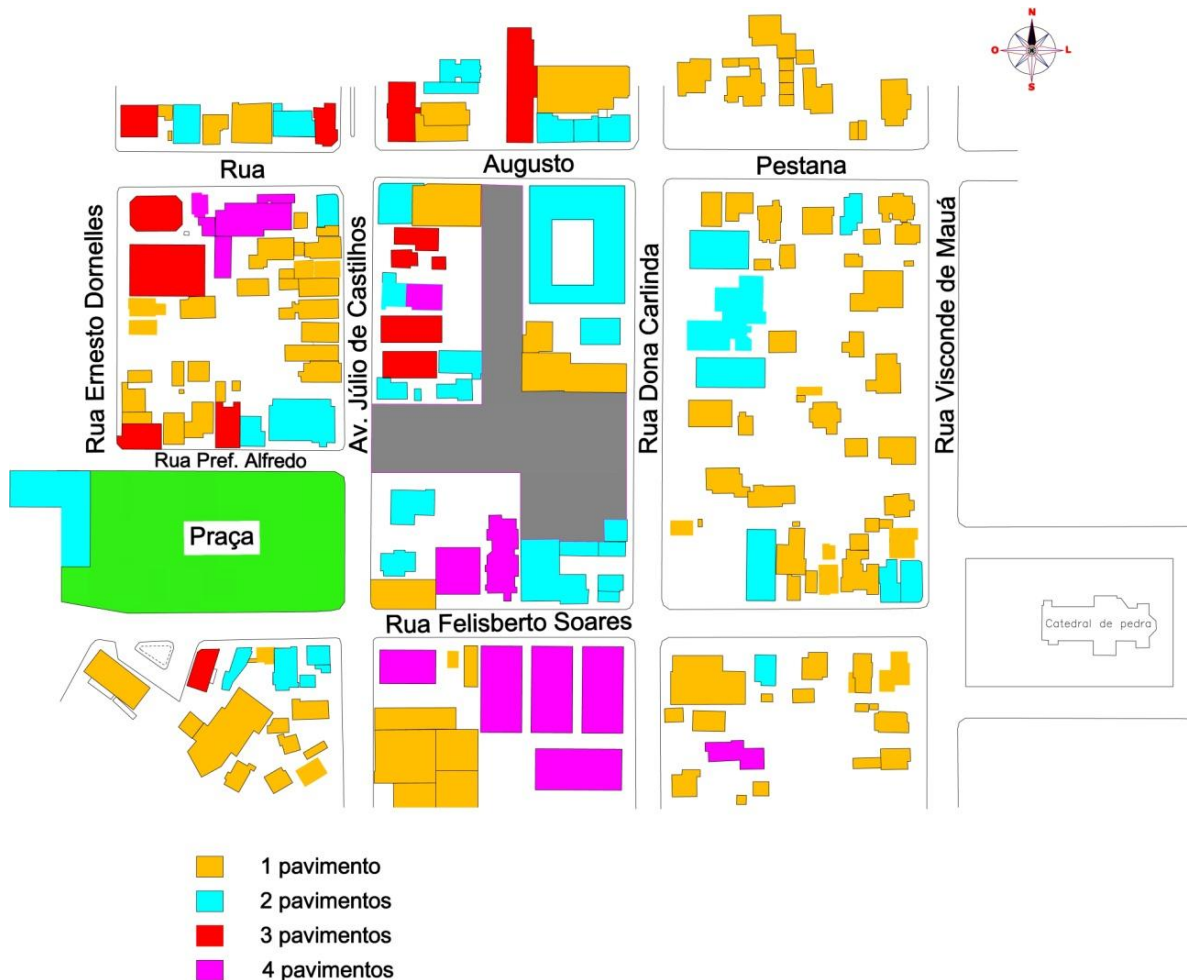 N
O L
S
Rua Augusto Pestana
Rua Ernesto Dornelles
Av. Júlio de Castilhos
Rua Dona Carlinda
Rua Visconde de Mauá
Rua Pref. Alfredo
Praça
Rua Felisberto Soares
Catedral de pedra
1 pavimento
2 pavimentos
3 pavimentos
4 pavimentos